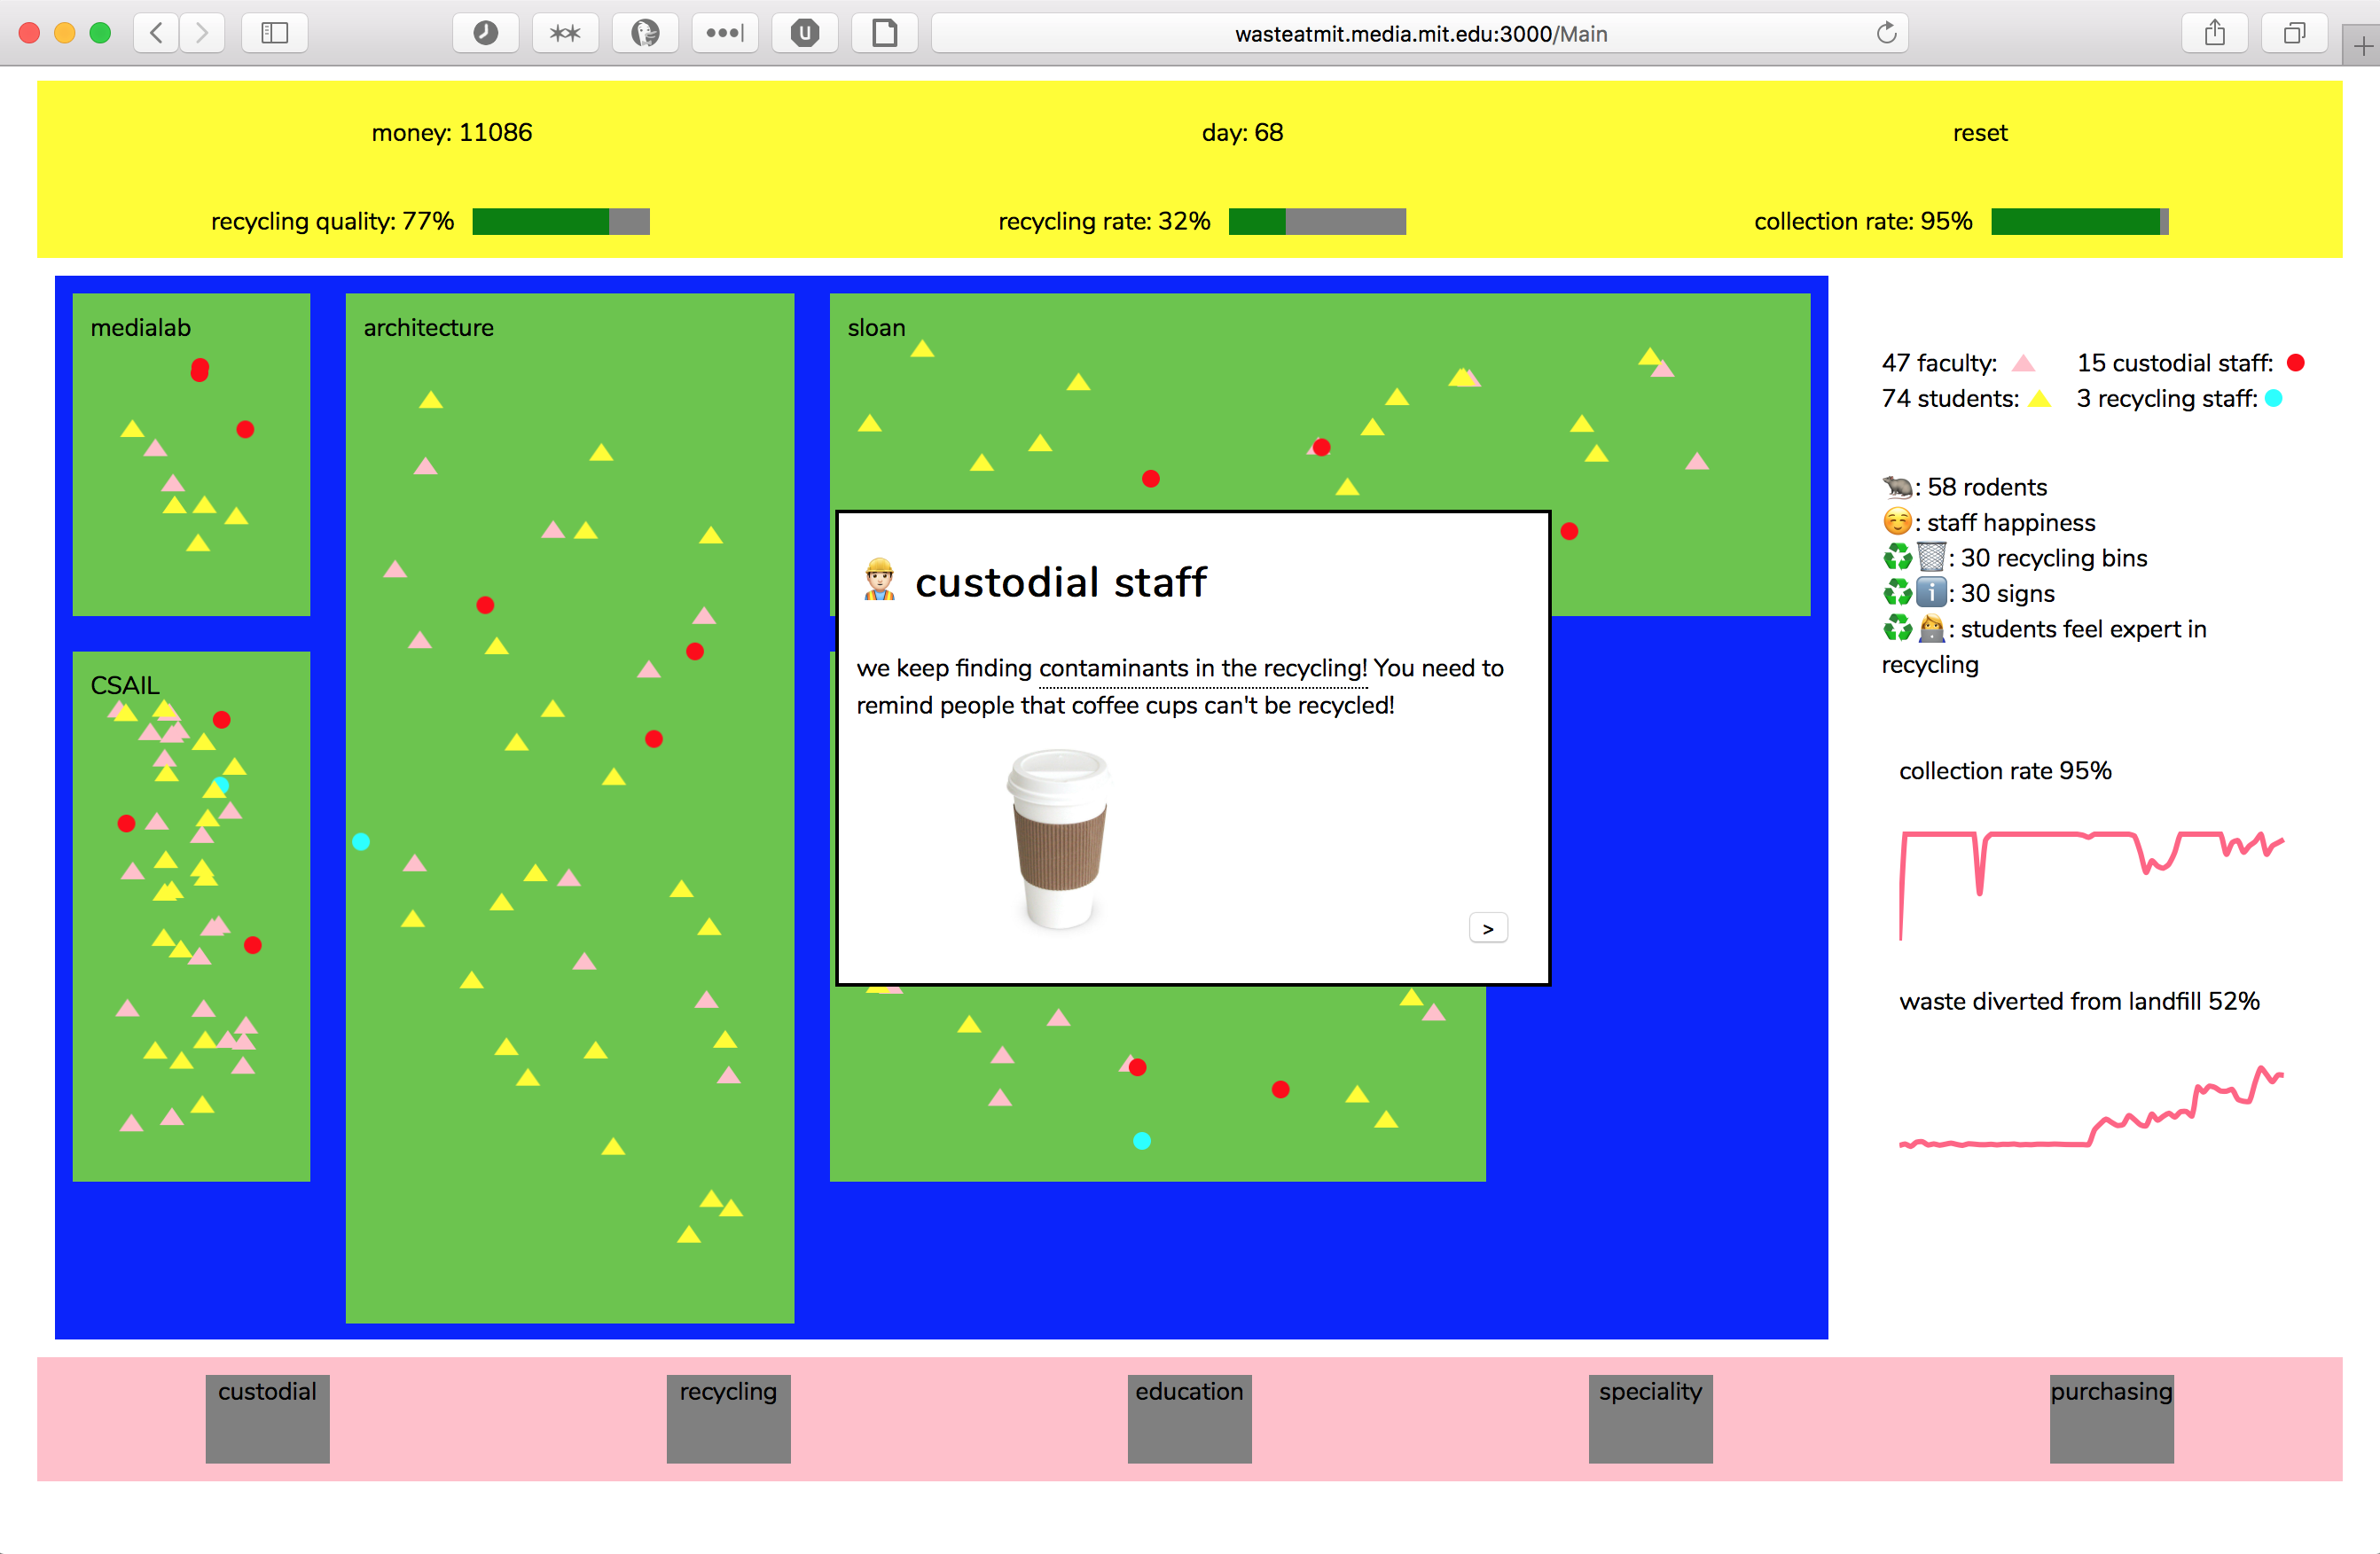 wasteatmit.media.mit.edu:3000/Main
money: 11086
day: 68
reset
recycling quality: 77%
recycling rate: 32%
collection rate: 95%
medialab
architecture
sloan
CSAIL
47 faculty:
15 custodial staff:
74 students:
3 recycling staff:
: 58 rodents
: staff happiness
: 30 recycling bins
: 30 signs
: students feel expert in
recycling
custodial staff
we keep finding contaminants in the recycling! You need to
remind people that coffee cups can't be recycled!
>
collection rate 95%
waste diverted from landfill 52%
custodial
recycling
education
speciality
purchasing